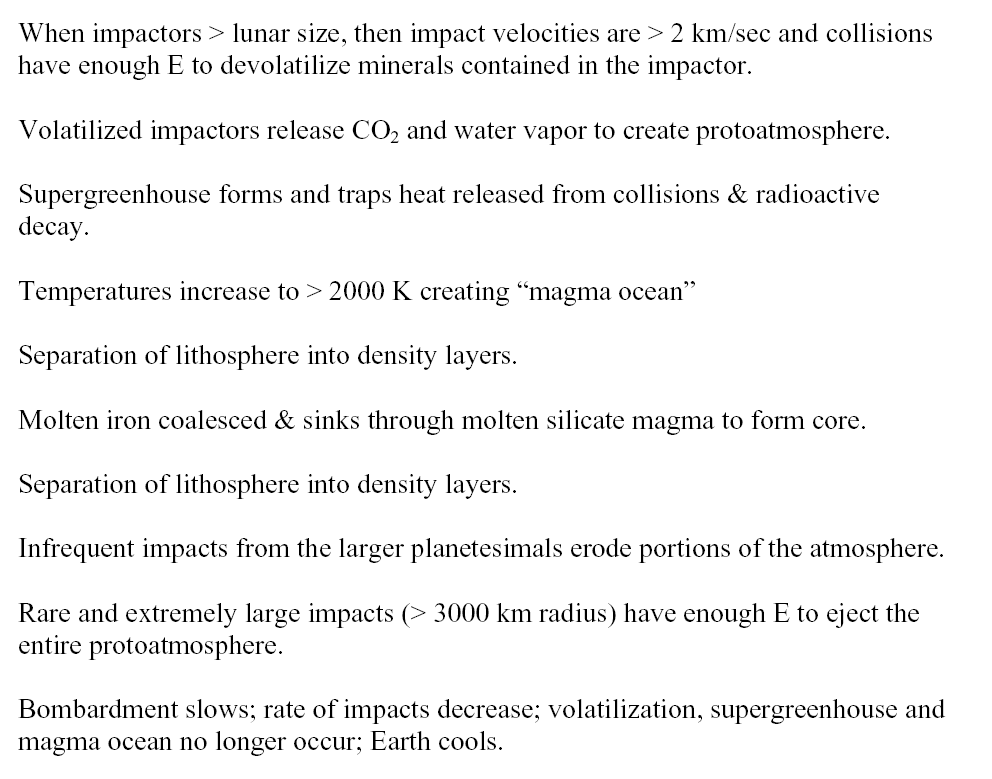 When impactors > lunar size, then impact velocities are > 2 km/sec and collisions
have enough E to devolatilize minerals contained in the impactor.
Volatilized impactors release CO₂ and water vapor to create protoatmosphere.
Supergreenhouse forms and traps heat released from collisions & radioactive
decay.
Temperatures increase to > 2000 K creating “magma ocean”
Separation of lithosphere into density layers.
Molten iron coalesced & sinks through molten silicate magma to form core.
Separation of lithosphere into density layers.
Infrequent impacts from the larger planetesimals erode portions of the atmosphere.
Rare and extremely large impacts (> 3000 km radius) have enough E to eject the
entire protoatmosphere.
Bombardment slows; rate of impacts decrease; volatilization, supergreenhouse and
magma ocean no longer occur; Earth cools.